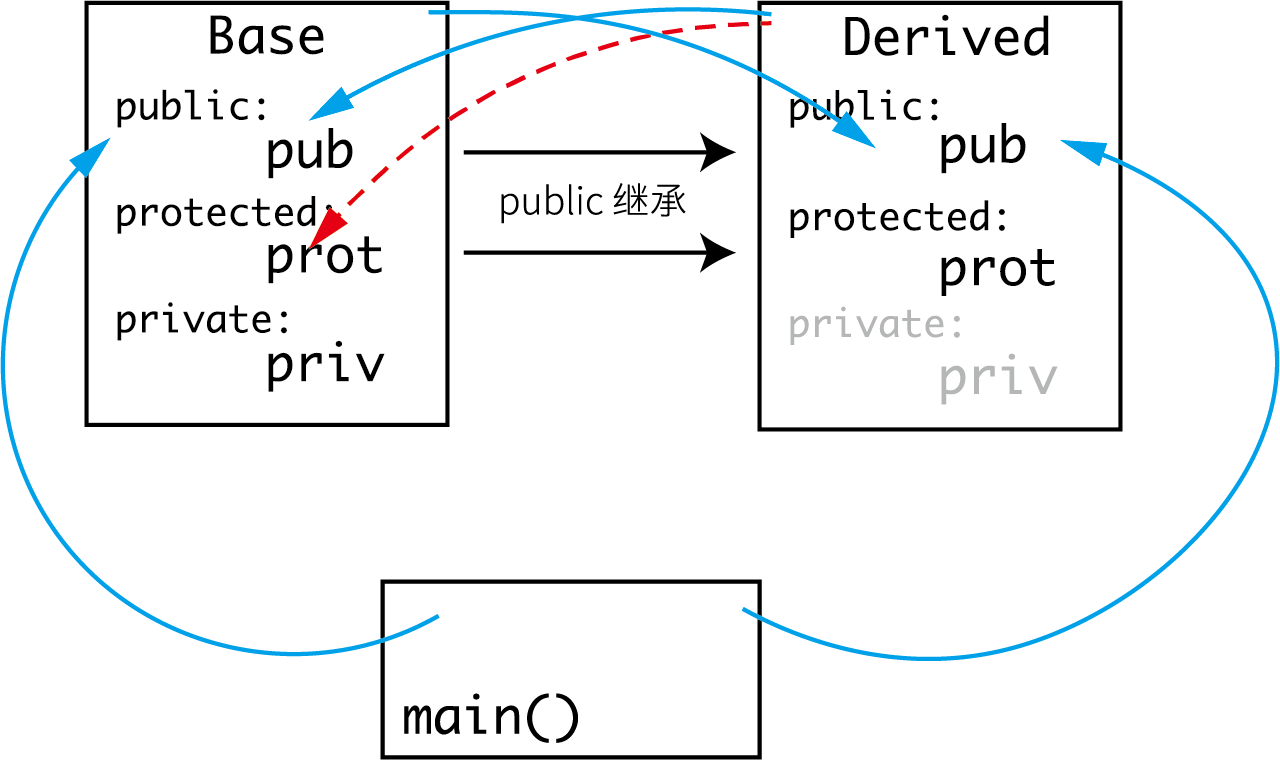 Base
public:
pub
protected:
prot
private:
priv
public 继承
Derived
public:
pub
protected:
prot
private:
priv
main()